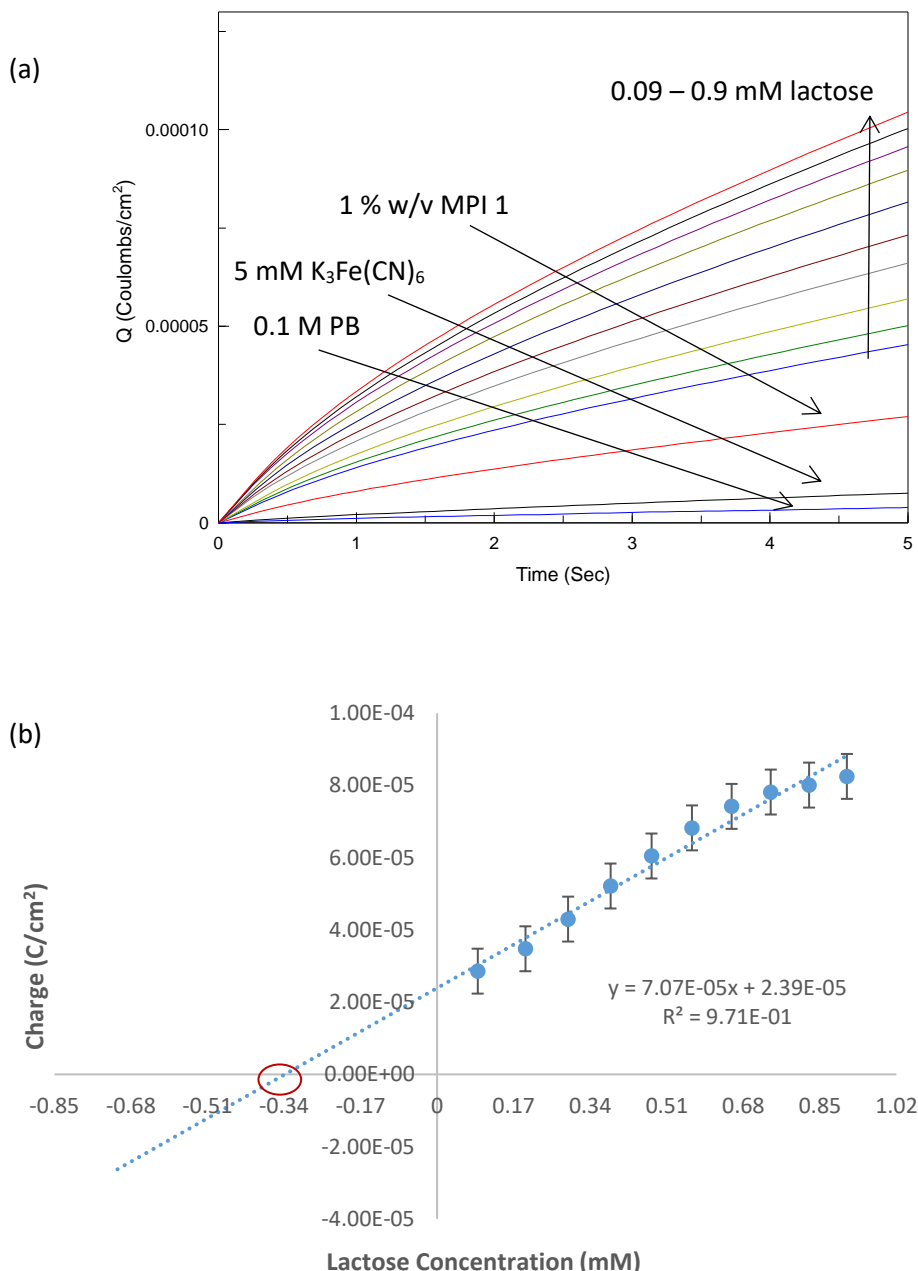 (a)
0.09 – 0.9 mM lactose
0.00010
1 % w/v MPI 1
5 mM K₃Fe(CN)₆
0.1 M PB
0.00005
Q (Coulombs/cm²)
0
0 1 2 3 4 5
Time (Sec)
(b)
1.00E-04
8.00E-05
6.00E-05
4.00E-05
2.00E-05
0.00E+00
-2.00E-05
-4.00E-05
Charge (C/cm²)
y = 7.07E-05x + 2.39E-05
R² = 9.71E-01
-0.85 -0.68 -0.51 -0.34 -0.17 0 0.17 0.34 0.51 0.68 0.85 1.02
Lactose Concentration (mM)